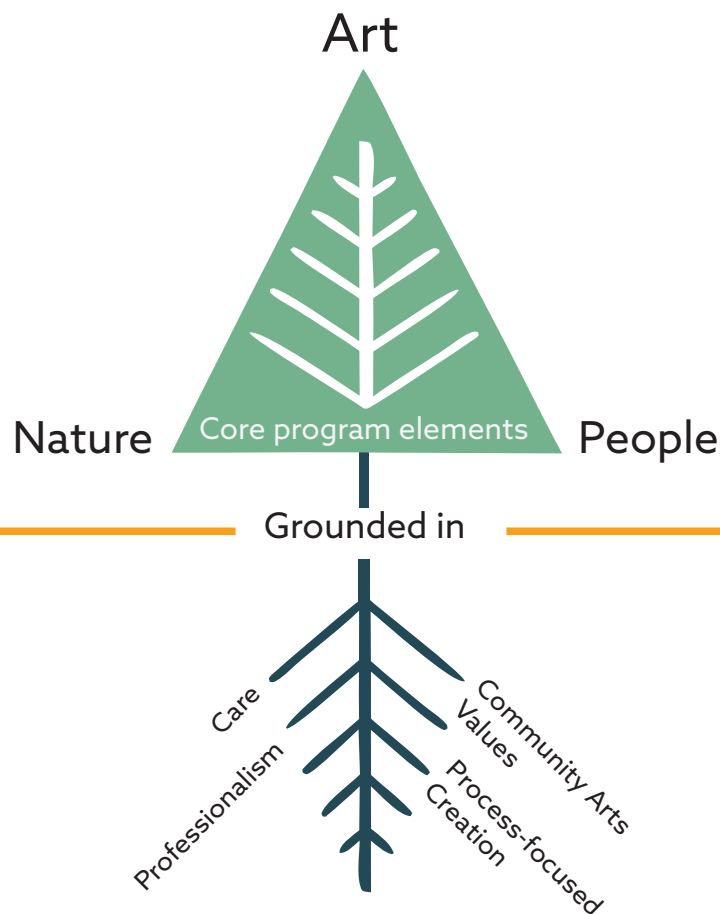 Art
Nature
Core program elements
People
Grounded in
Care
Professionalism
Community Arts
Values
Process-focused
Creation